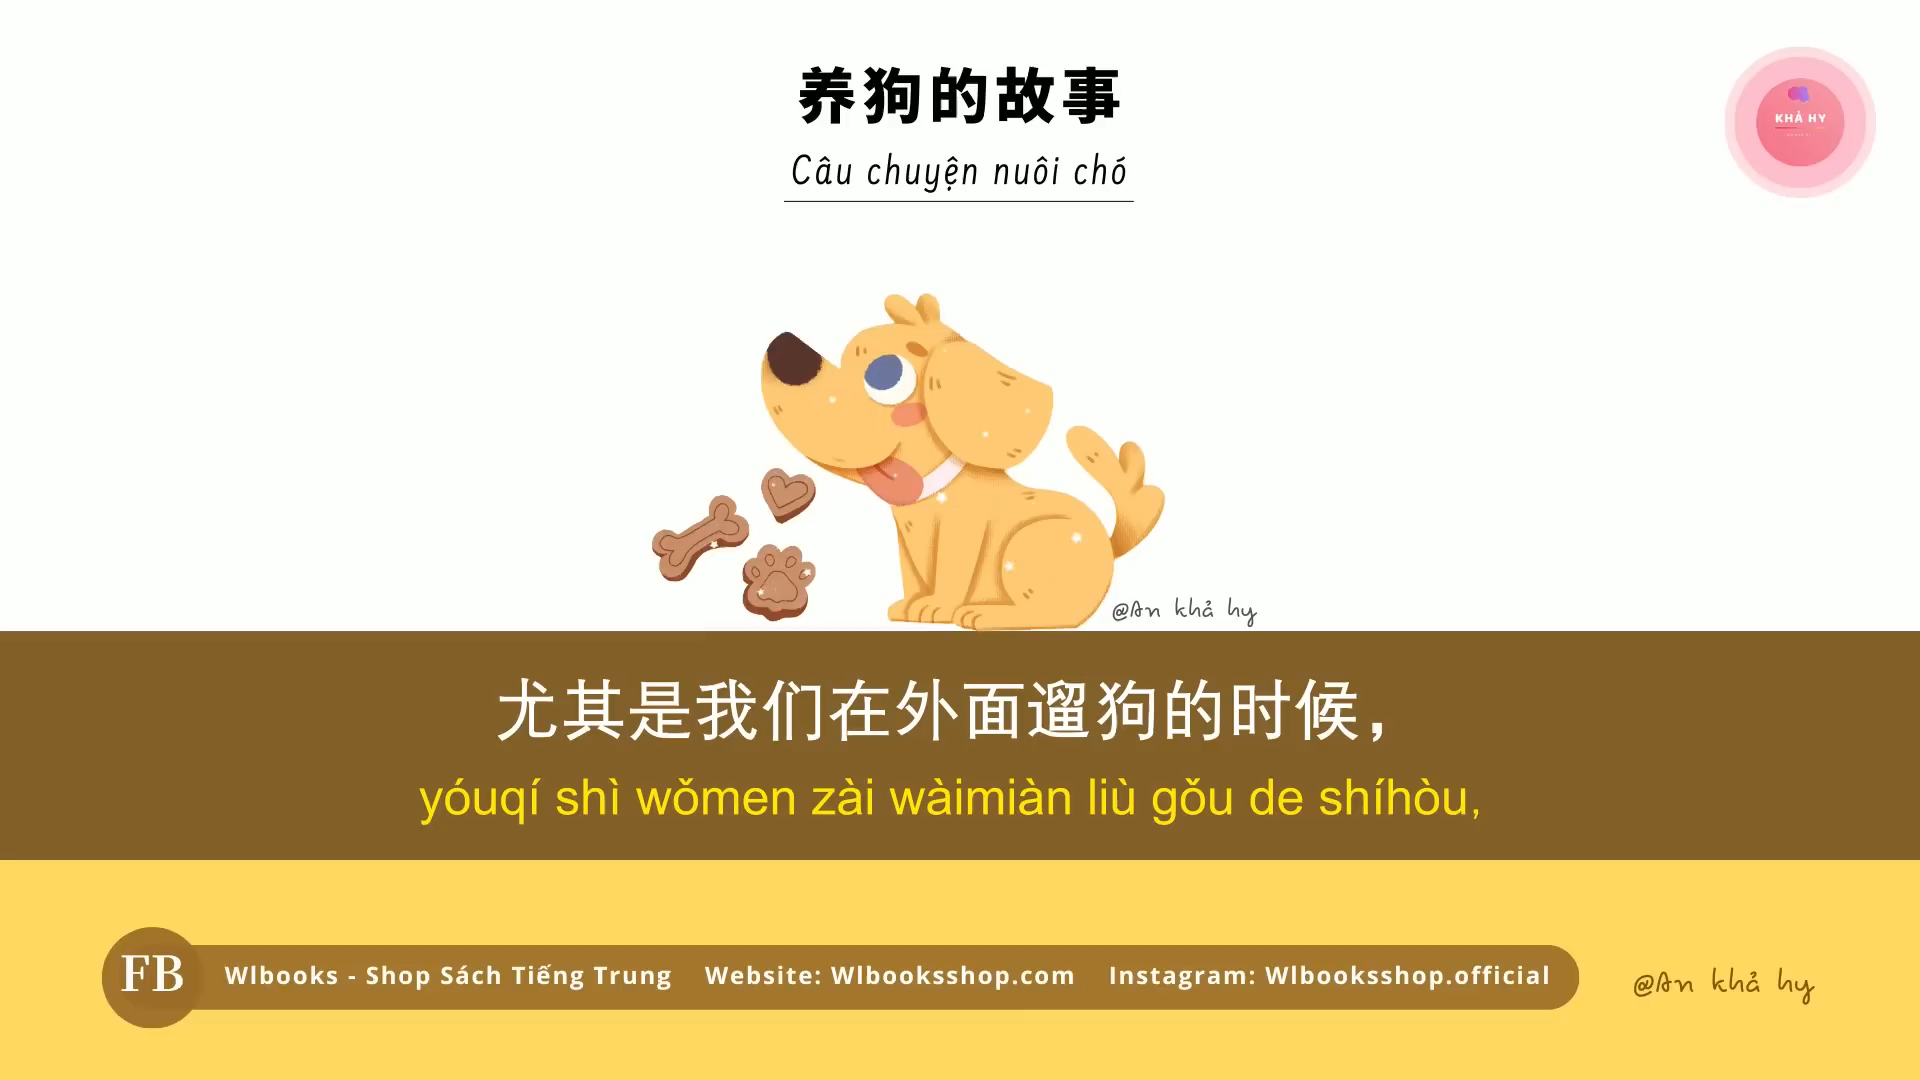 养狗的故事
Câu chuyện nuôi chó
KHẢ HY
@An khả hy
尤其是我们在外面遛狗的时候，
yóuqí shì wǒmen zài wàimiàn liù gǒu de shíhòu,
FB
Wlbooks - Shop Sách Tiếng Trung Website: Wlbooksshop.com Instagram: Wlbooksshop.official
@An khả hy